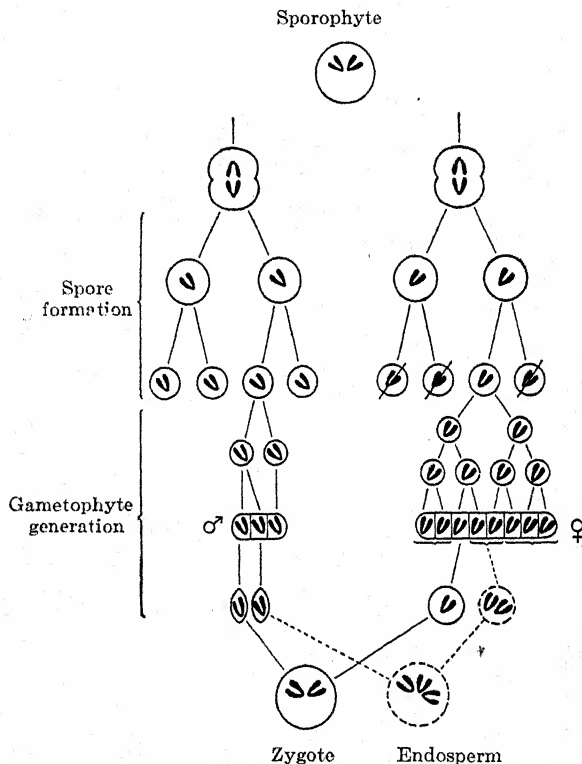 Sporophyte
Spore
formation
Gametophyte
generation
♂
♀
Zygote
Endosperm